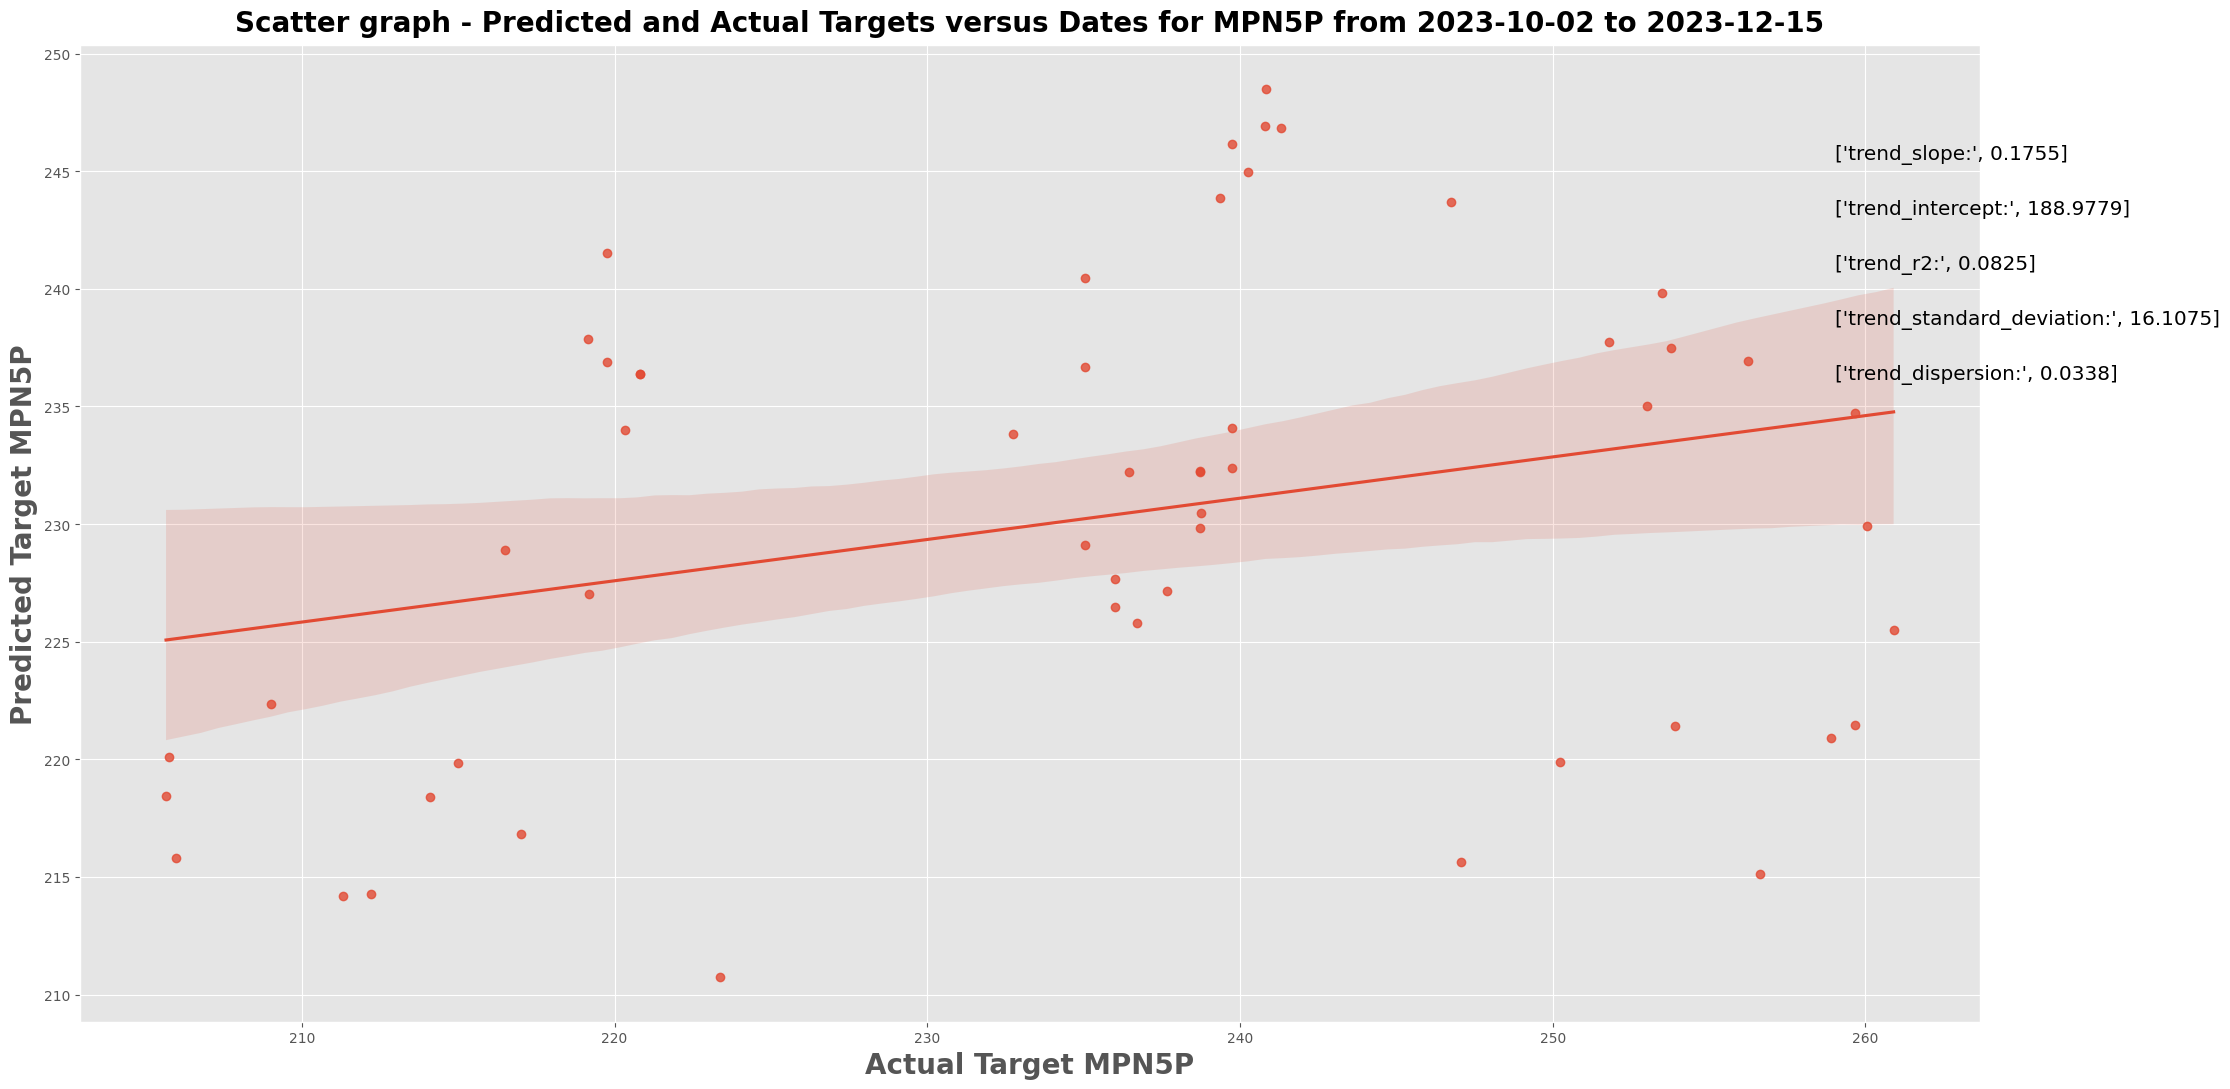 Scatter graph - Predicted and Actual Targets versus Dates for MPN5P from 2023-10-02 to 2023-12-15
250
245
240
235
230
225
220
215
210
Predicted Target MPN5P
['trend_slope:', 0.1755]
['trend_intercept:', 188.9779]
['trend_r2:', 0.0825]
['trend_standard_deviation:', 16.1075]
['trend_dispersion:', 0.0338]
210 220 230 240 250 260
Actual Target MPN5P